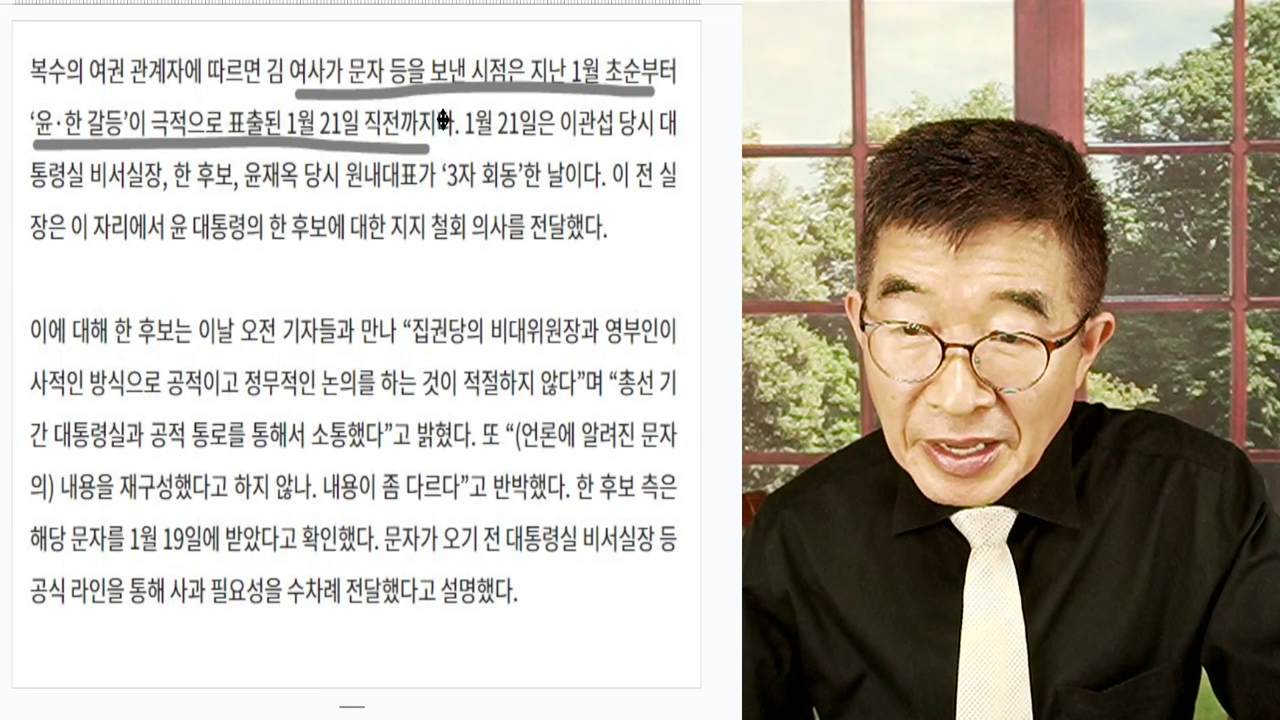 복수의 여권 관계자에 따르면 김 여사가 문자 등을 보낸 시점은 지난 1월 초순부터
‘윤·한 갈등’이 극적으로 표출된 1월 21일 직전까지다. 1월 21일은 이관섭 당시 대
통령실 비서실장, 한 후보, 윤재옥 당시 원내대표가 ‘3자 회동’한 날이다. 이 전 실
장은 이 자리에서 윤 대통령의 한 후보에 대한 지지 철회 의사를 전달했다.
이에 대해 한 후보는 이날 오전 기자들과 만나 “집권당의 비대위원장과 영부인이
사적인 방식으로 공적이고 정무적인 논의를 하는 것이 적절하지 않다”며 “총선 기
간 대통령실과 공적 통로를 통해서 소통했다”고 밝혔다. 또 “(언론에 알려진 문자
의) 내용을 재구성했다고 하지 않나. 내용이 좀 다르다”고 반박했다. 한 후보 측은
해당 문자를 1월 19일에 받았다고 확인했다. 문자가 오기 전 대통령실 비서실장 등
공식 라인을 통해 사과 필요성을 수차례 전달했다고 설명했다.